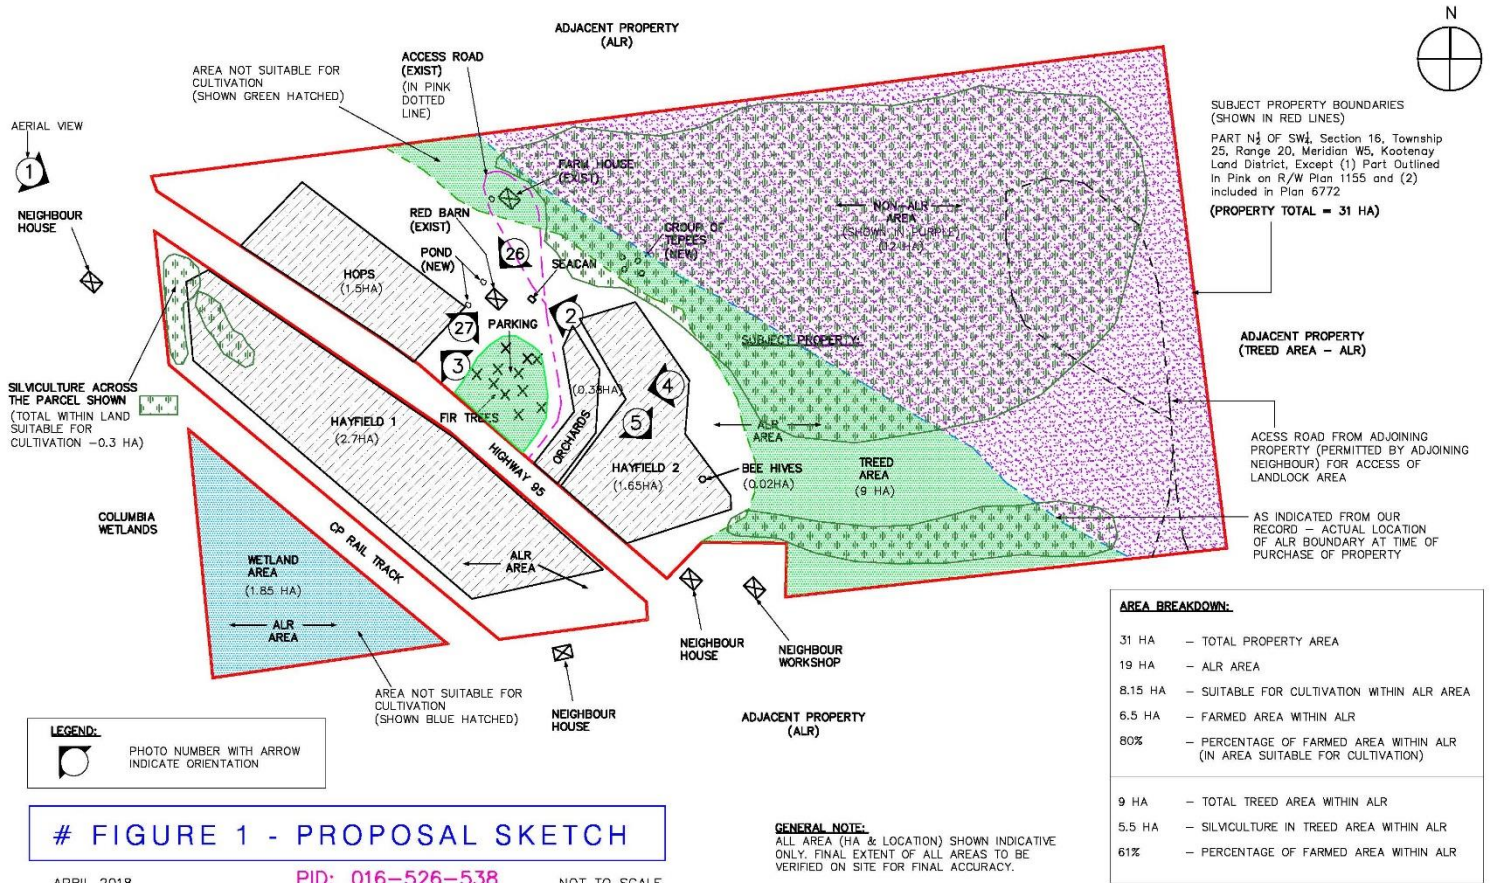 ADJACENT PROPERTY
(ALR)
N
AREA NOT SUITABLE FOR
CULTIVATION
(SHOWN GREEN HATCHED)
ACCESS ROAD
(EXIST)
(IN PINK
DOTTED
LINE)
AERIAL VIEW
1
NEIGHBOUR
HOUSE
SUBJECT PROPERTY BOUNDARIES
(SHOWN IN RED LINES)
PART N½ OF SW¼, Section 16, Township
25, Range 20, Meridian W5, Kootenay
Land District, Except (1) Part Outlined
In Pink on R/W Plan 1155 and (2)
included in Plan 6772
(PROPERTY TOTAL = 31 HA)
FARM HOUSE
(EXIST)
RED BARN
(EXIST)
POND
(NEW)
26
SEACAN
GROUP OF
TEPEES
(NEW)
NON-ALR
AREA
(SHOWN IN PURPLE)
(12 HA)
HOPS
(1.5HA)
27
PARKING
2
3
SUBJECT PROPERTY:
ADJACENT PROPERTY
(TREED AREA - ALR)
SILVICULTURE ACROSS
THE PARCEL SHOWN
(TOTAL WITHIN LAND
SUITABLE FOR
CULTIVATION -0.3 HA)
HAYFIELD 1
(2.7HA)
FIR TREES
(0.38HA)
ORCHARDS
4
5
ALR
AREA
HAYFIELD 2
(1.65HA)
BEE HIVES
(0.02HA)
TREED
AREA
(9 HA)
HIGHWAY 95
ACESS ROAD FROM ADJOINING
PROPERTY (PERMITTED BY ADJOINING
NEIGHBOUR) FOR ACCESS OF
LANDLOCK AREA
COLUMBIA
WETLANDS
CP RAIL TRACK
AS INDICATED FROM OUR
RECORD - ACTUAL LOCATION
OF ALR BOUNDARY AT TIME OF
PURCHASE OF PROPERTY
WETLAND
AREA
(1.85 HA)
ALR
AREA
ALR
AREA
NEIGHBOUR
HOUSE
NEIGHBOUR
WORKSHOP
AREA NOT SUITABLE FOR
CULTIVATION
(SHOWN BLUE HATCHED)
NEIGHBOUR
HOUSE
ADJACENT PROPERTY
(ALR)
LEGEND:
PHOTO NUMBER WITH ARROW
INDICATE ORIENTATION
AREA BREAKDOWN:
31 HA - TOTAL PROPERTY AREA
19 HA - ALR AREA
8.15 HA - SUITABLE FOR CULTIVATION WITHIN ALR AREA
6.5 HA - FARMED AREA WITHIN ALR
80% - PERCENTAGE OF FARMED AREA WITHIN ALR
(IN AREA SUITABLE FOR CULTIVATION)
9 HA - TOTAL TREED AREA WITHIN ALR
5.5 HA - SILVICULTURE IN TREED AREA WITHIN ALR
61% - PERCENTAGE OF FARMED AREA WITHIN ALR
# FIGURE 1 - PROPOSAL SKETCH
GENERAL NOTE:
ALL AREA (HA & LOCATION) SHOWN INDICATIVE
ONLY. FINAL EXTENT OF ALL AREAS TO BE
VERIFIED ON SITE FOR FINAL ACCURACY.
APRIL 2018
PID: 016-526-538
NOT TO SCALE